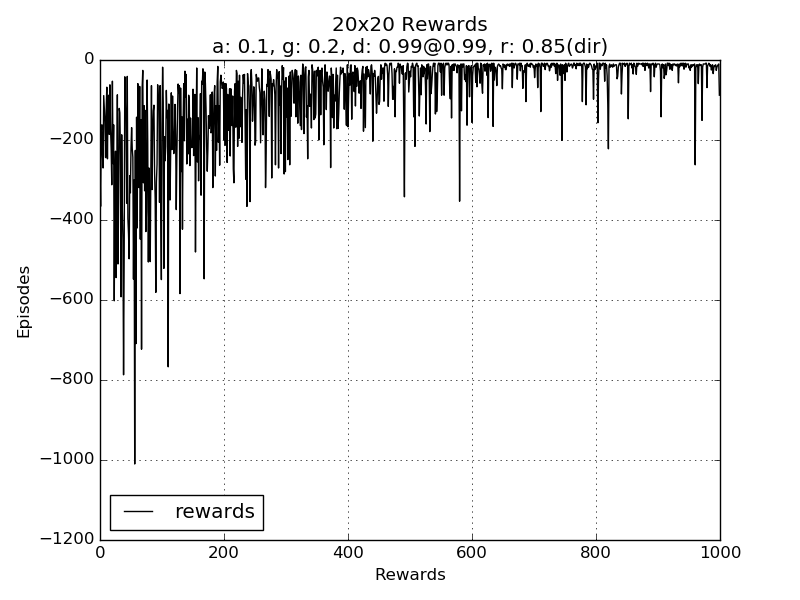 20x20 Rewards
a: 0.1, g: 0.2, d: 0.99@0.99, r: 0.85(dir)
0
−200
−400
−600
−800
−1000
−1200
Episodes
rewards
0 200 400 600 800 1000
Rewards